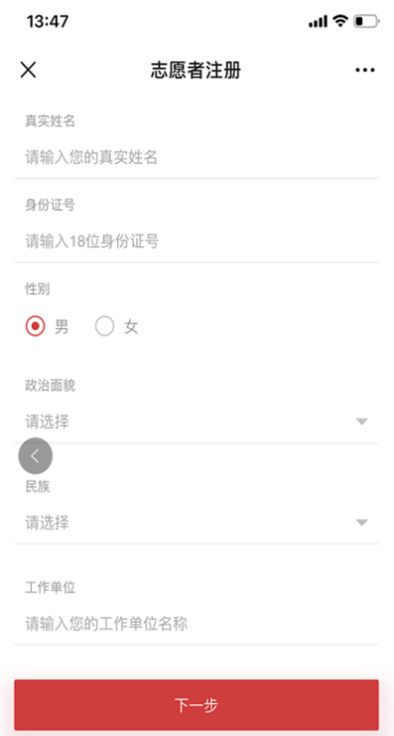 13:47
志愿者注册
真实姓名
请输入您的真实姓名
身份证号
请输入18位身份证号
性别
男 女
政治面貌
请选择
民族
请选择
工作单位
请输入您的工作单位名称
下一步